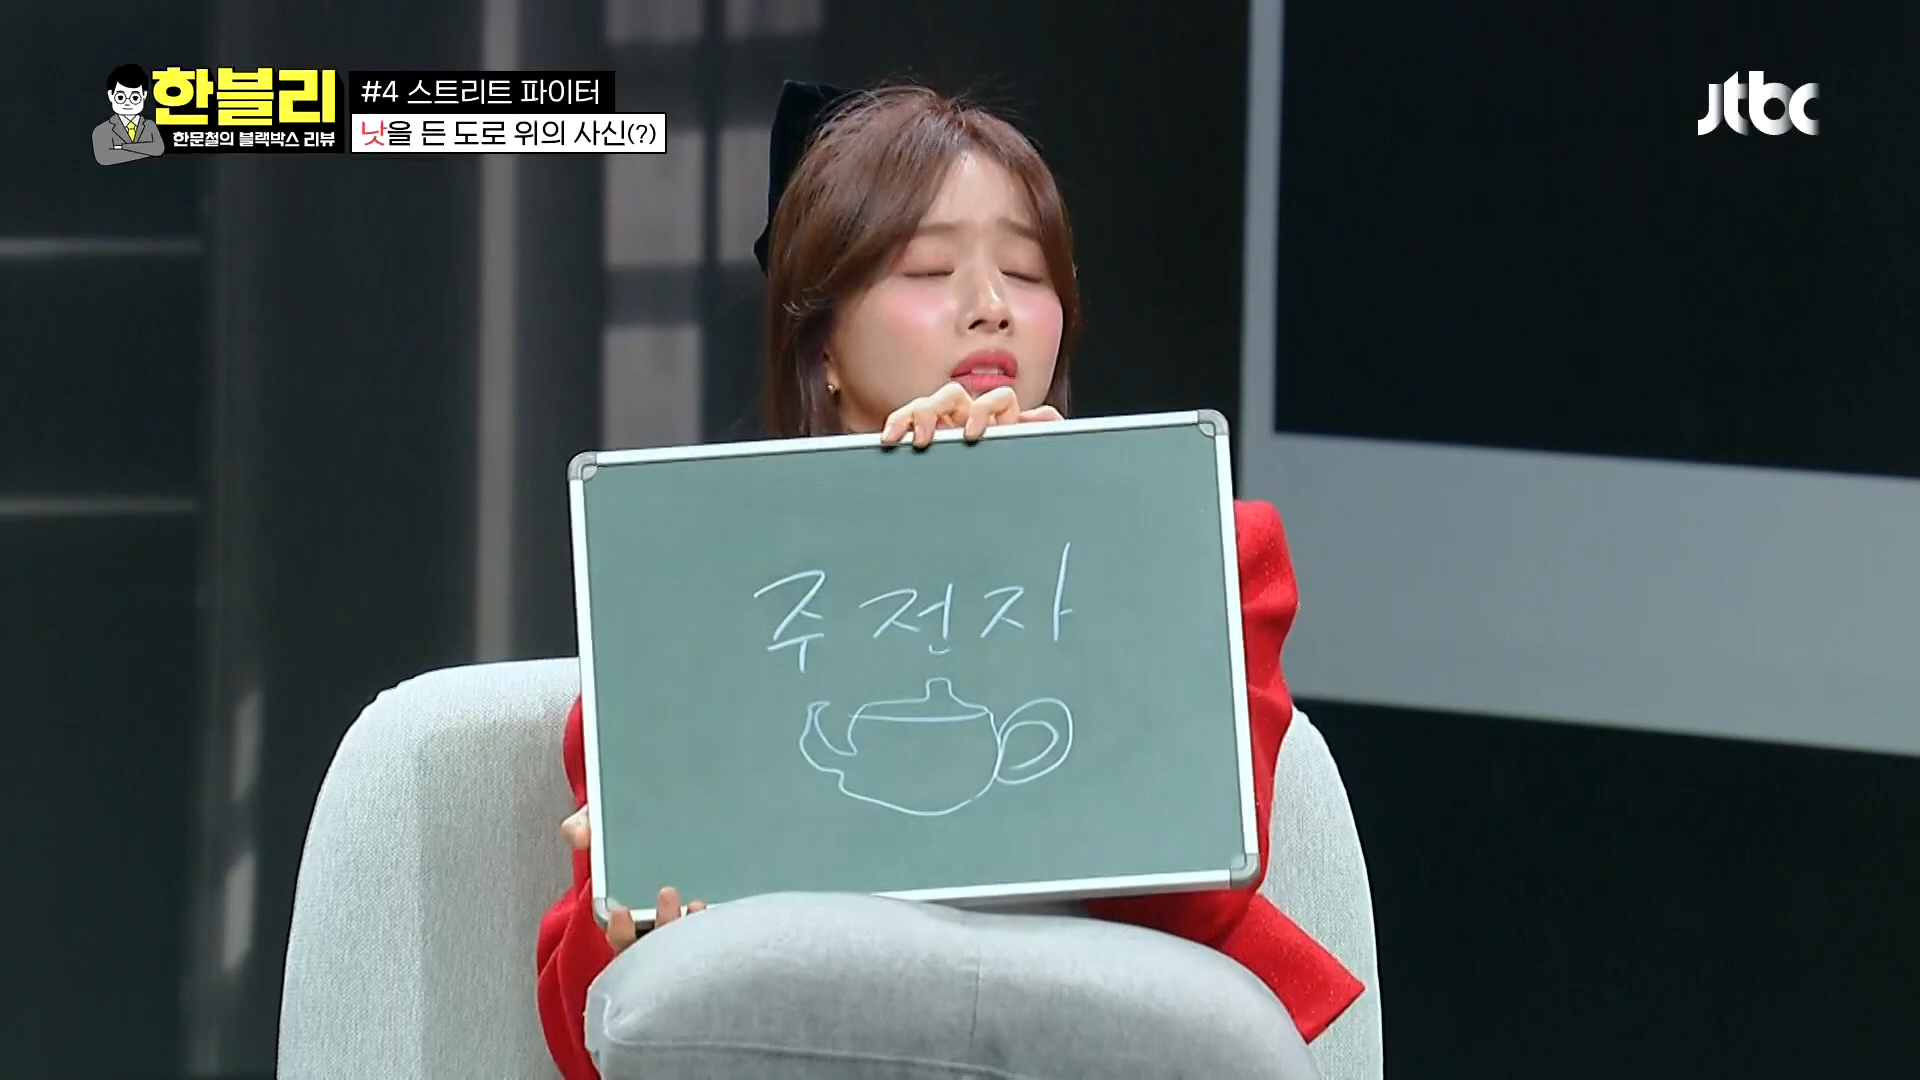 한블리
한문철의 블랙박스 리뷰
#4 스트리트 파이터
낫을 든 도로 위의 사신(?)
jtbc
주전자